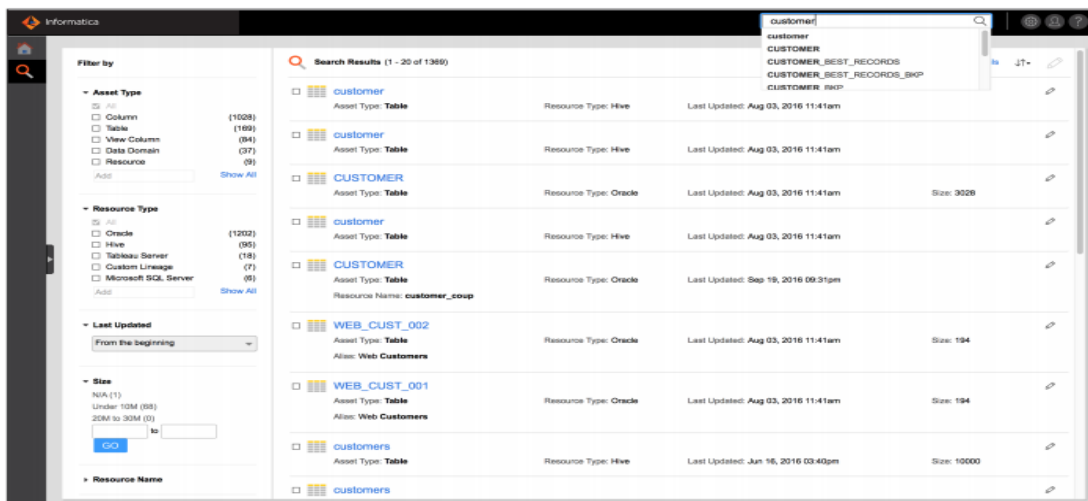 Informatica
customer
customer
CUSTOMER
CUSTOMER_BEST_RECORDS
CUSTOMER_BEST_RECORDS_BKP
CUSTOMER_BKP
Filter by
Asset Type
All
Column (1028)
Table (169)
View Column (84)
Data Domain (37)
Resource (9)
Add Show All
Resource Type
All
Oracle (1202)
Hive (95)
Tableau Server (18)
Custom Lineage (7)
Microsoft SQL Server (6)
Add Show All
Last Updated
From the beginning
Size
N/A (1)
Under 10M (68)
20M to 30M (0)
to
GO
Resource Name
Search Results (1 - 20 of 1369)
customer
Asset Type: Table Resource Type: Hive Last Updated: Aug 03, 2016 11:41am
customer
Asset Type: Table Resource Type: Hive Last Updated: Aug 03, 2016 11:41am
CUSTOMER
Asset Type: Table Resource Type: Oracle Last Updated: Aug 03, 2016 11:41am Size: 3028
customer
Asset Type: Table Resource Type: Hive Last Updated: Aug 03, 2016 11:41am
CUSTOMER
Asset Type: Table Resource Type: Oracle Last Updated: Sep 19, 2016 09:31pm
Resource Name: customer_coup
WEB_CUST_002
Asset Type: Table Resource Type: Oracle Last Updated: Aug 03, 2016 11:41am Size: 194
Alias: Web Customers
WEB_CUST_001
Asset Type: Table Resource Type: Oracle Last Updated: Aug 03, 2016 11:41am Size: 194
Alias: Web Customers
customers
Asset Type: Table Resource Type: Hive Last Updated: Jun 16, 2016 03:40pm Size: 10000
customers